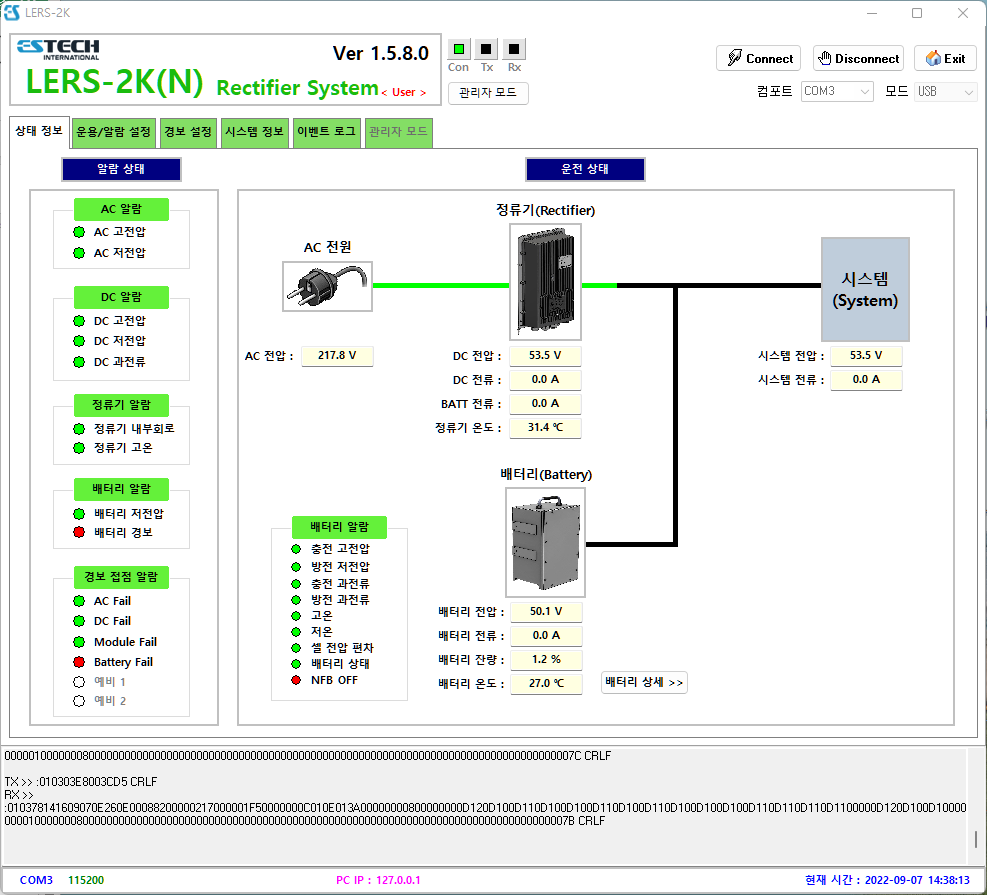 LERS-2K
ESTECH
INTERNATIONAL
Ver 1.5.8.0
LERS-2K(N) Rectifier System < User >
Con Tx Rx
관리자 모드
Connect Disconnect Exit
컴포트 COM3 모드 USB
상태 정보 운용/알람 설정 경보 설정 시스템 정보 이벤트 로그 관리자 모드
알람 상태
AC 알람
AC 고전압
AC 저전압
DC 알람
DC 고전압
DC 저전압
DC 과전류
정류기 알람
정류기 내부회로
정류기 고온
배터리 알람
배터리 저전압
배터리 경보
경보 접점 알람
AC Fail
DC Fail
Module Fail
Battery Fail
예비 1
예비 2
운전 상태
AC 전원
AC 전압 : 217.8 V
정류기(Rectifier)
DC 전압 : 53.5 V
DC 전류 : 0.0 A
BATT 전류 : 0.0 A
정류기 온도 : 31.4 ℃
시스템
(System)
시스템 전압 : 53.5 V
시스템 전류 : 0.0 A
배터리 알람
충전 고전압
방전 저전압
충전 과전류
방전 과전류
고온
저온
셀 전압 편차
배터리 상태
NFB OFF
배터리(Battery)
배터리 전압 : 50.1 V
배터리 전류 : 0.0 A
배터리 잔량 : 1.2 %
배터리 온도 : 27.0 ℃
배터리 상세 >>
TX >> :010303E8003CD5 CRLF
RX >>
COM3 115200 PC IP : 127.0.0.1 현재 시간 : 2022-09-07 14:38:13